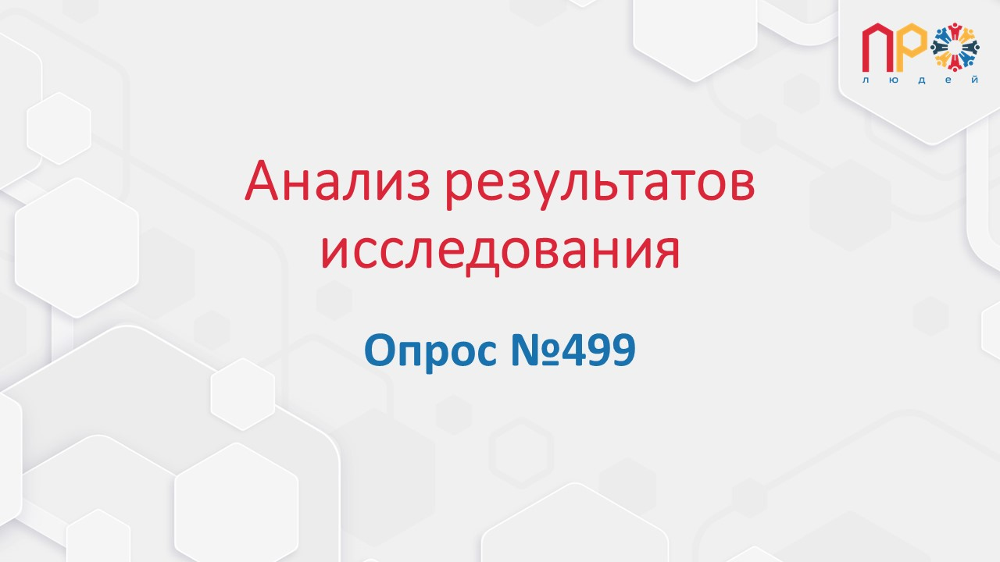 ПРО
людей
Анализ результатов
исследования
Опрос №499